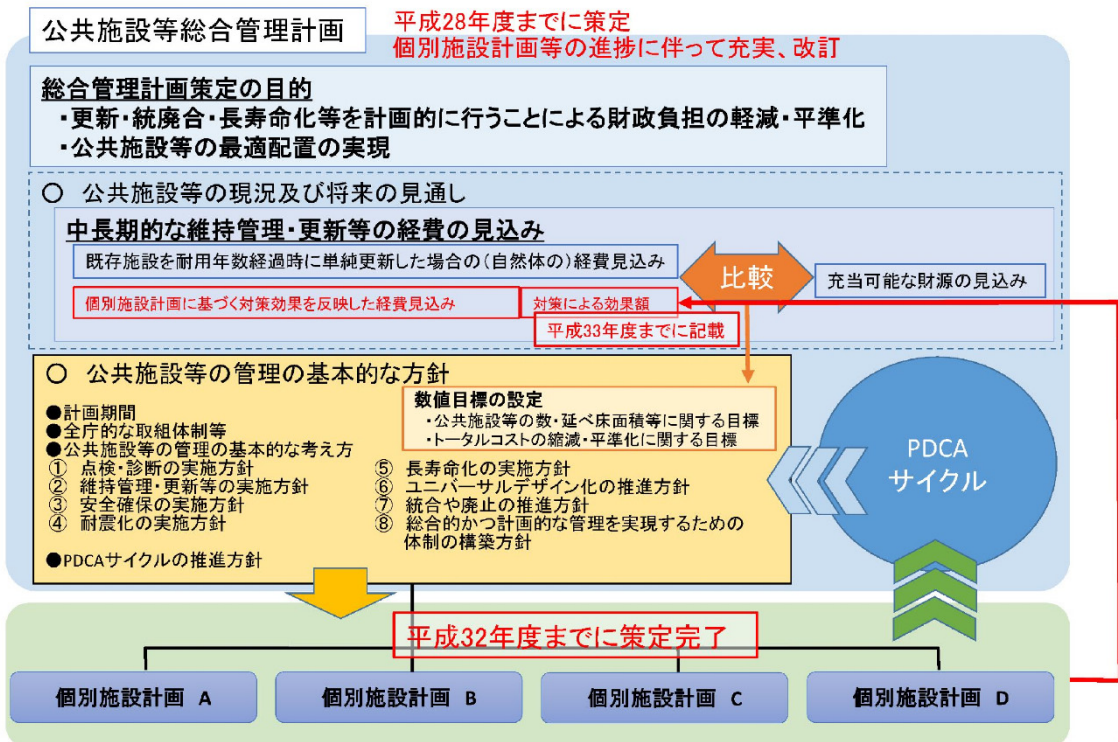 公共施設等総合管理計画
平成28年度までに策定
個別施設計画等の進捗に伴って充実、改訂
総合管理計画策定の目的
・更新・統廃合・長寿命化等を計画的に行うことによる財政負担の軽減・平準化
・公共施設等の最適配置の実現
〇 公共施設等の現況及び将来の見通し
中長期的な維持管理・更新等の経費の見込み
既存施設を耐用年数経過時に単純更新した場合の(自然体の)経費見込み
比較
充当可能な財源の見込み
個別施設計画に基づく対策効果を反映した経費見込み
対策による効果額
平成33年度までに記載
〇 公共施設等の管理の基本的な方針
数値目標の設定
・公共施設等の数・延べ床面積等に関する目標
・トータルコストの縮減・平準化に関する目標
●計画期間
●全庁的な取組体制等
●公共施設等の管理の基本的な考え方
① 点検・診断の実施方針
② 維持管理・更新等の実施方針
③ 安全確保の実施方針
④ 耐震化の実施方針
⑤ 長寿命化の実施方針
⑥ ユニバーサルデザイン化の推進方針
⑦ 統合や廃止の推進方針
⑧ 総合的かつ計画的な管理を実現するための
体制の構築方針
●PDCAサイクルの推進方針
PDCA
サイクル
平成32年度までに策定完了
個別施設計画 A
個別施設計画 B
個別施設計画 C
個別施設計画 D